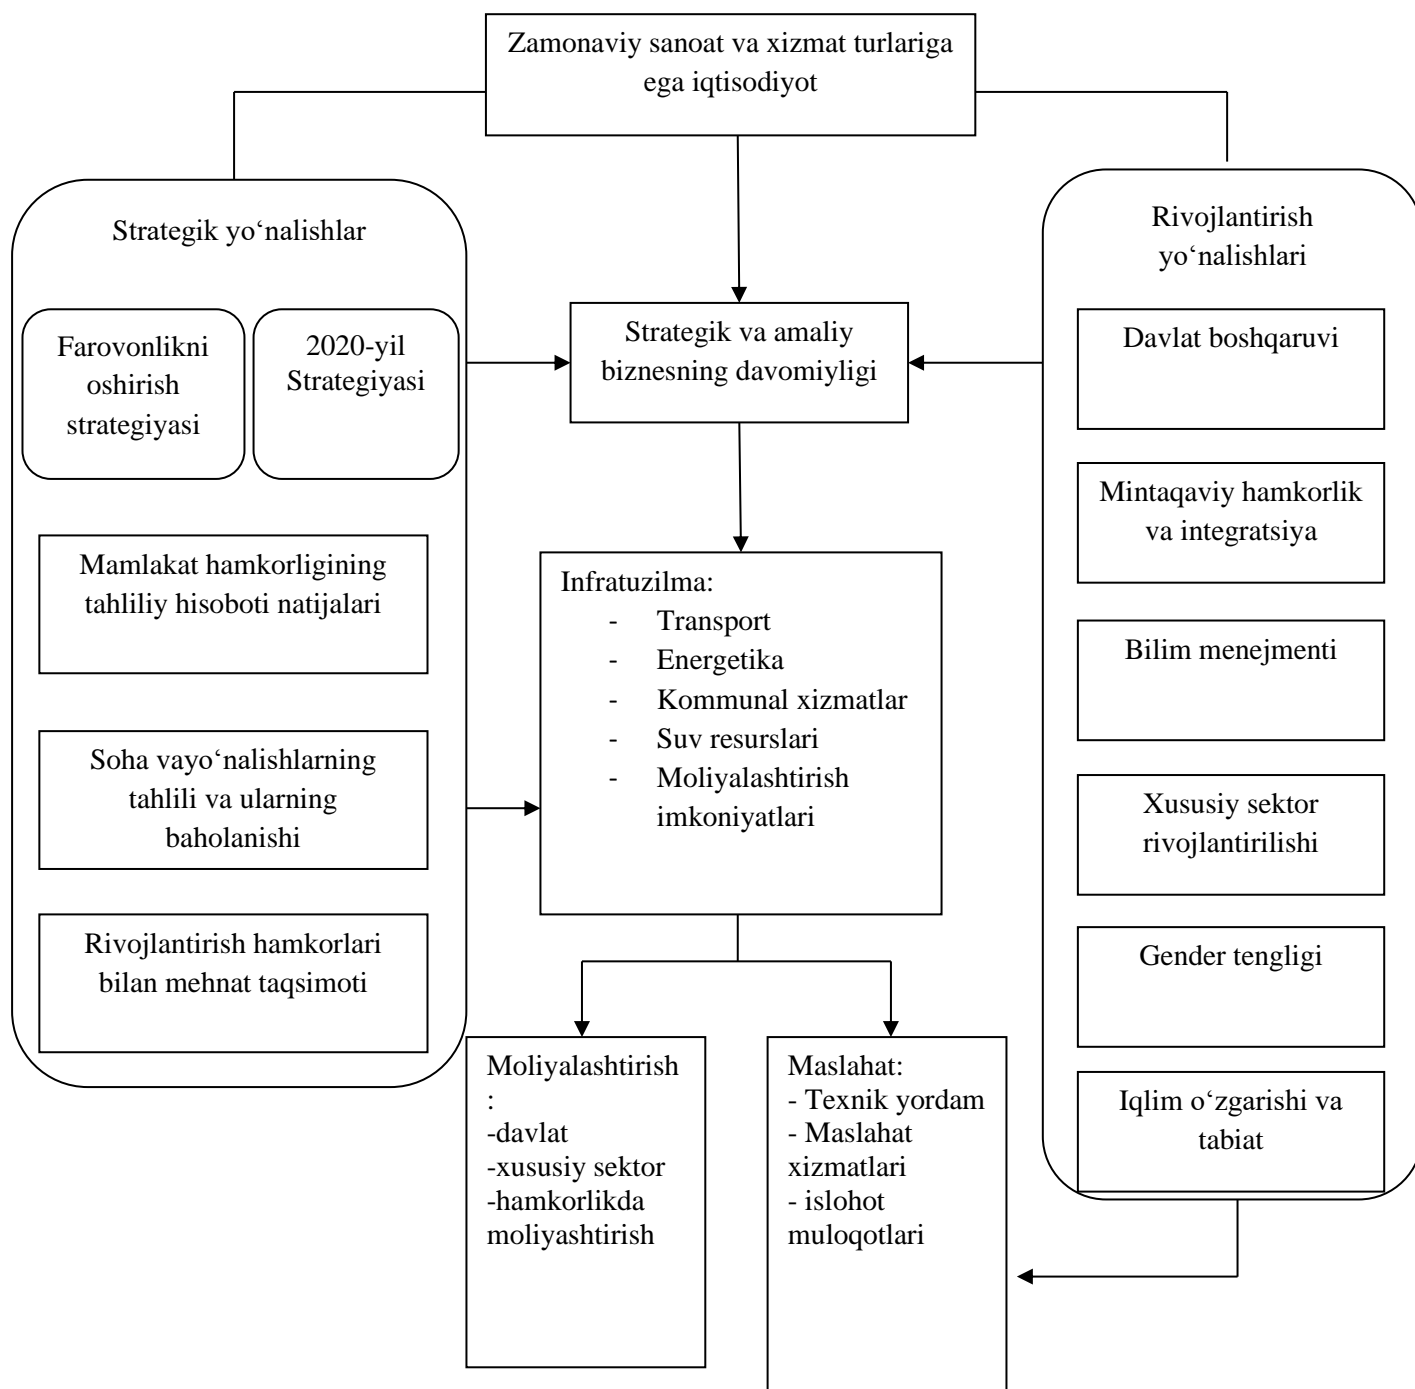 Zamonaviy sanoat va xizmat turlariga
ega iqtisodiyot
Strategik yo‘nalishlar
Farovonlikni
oshirish
strategiyasi
2020-yil
Strategiyasi
Mamlakat hamkorligining
tahliliy hisoboti natijalari
Soha vayo‘nalishlarning
tahlili va ularning
baholanishi
Rivojlantirish hamkorlari
bilan mehnat taqsimoti
Strategik va amaliy
biznesning davomiyligi
Infratuzilma:
- Transport
- Energetika
- Kommunal xizmatlar
- Suv resurslari
- Moliyalashtirish
imkoniyatlari
Moliyalashtirish
:
-davlat
-xususiy sektor
-hamkorlikda
moliyashtirish
Maslahat:
- Texnik yordam
- Maslahat
xizmatlari
- islohot
muloqotlari
Rivojlantirish
yo‘nalishlari
Davlat boshqaruvi
Mintaqaviy hamkorlik
va integratsiya
Bilim menejmenti
Xususiy sektor
rivojlantirilishi
Gender tengligi
Iqlim o‘zgarishi va
tabiat